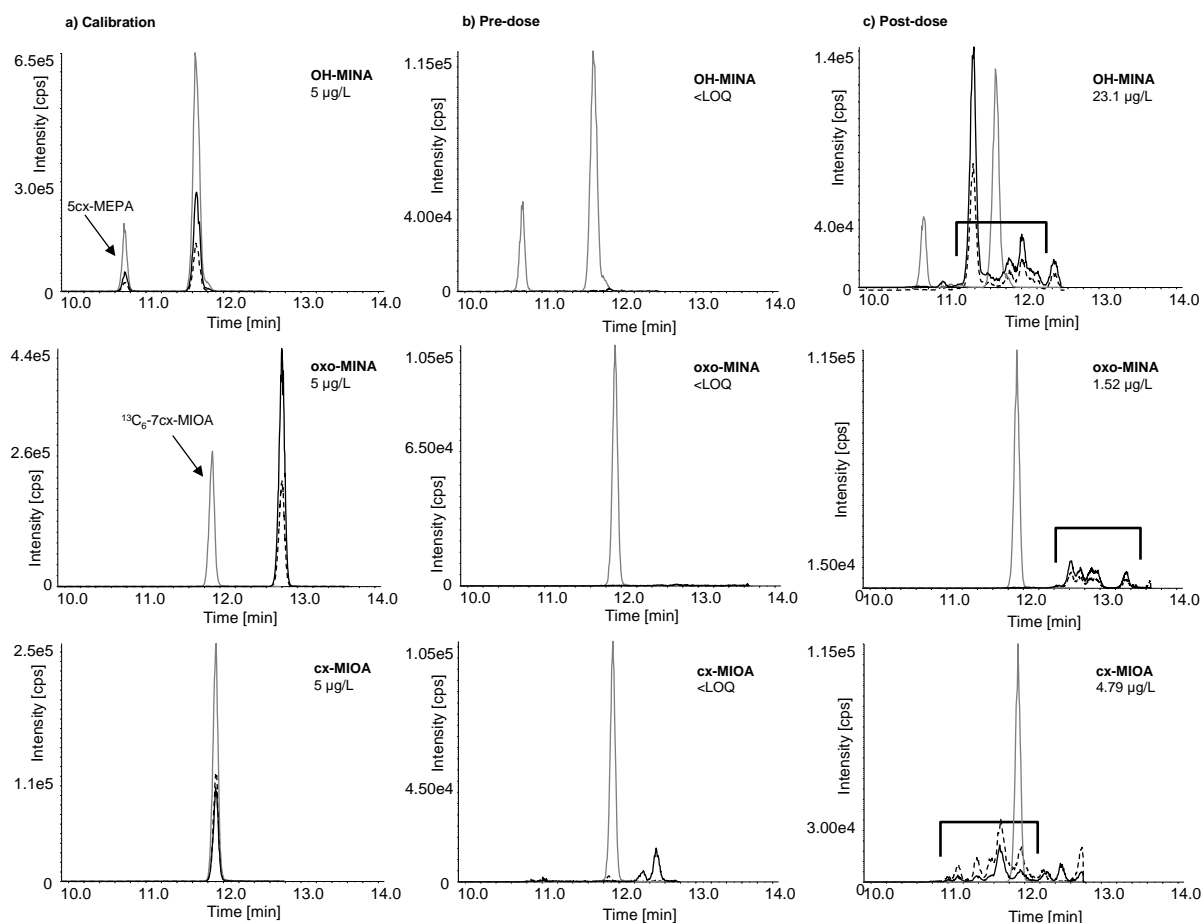 a) Calibration
b) Pre-dose
c) Post-dose
6.5e5
3.0e5
0
Intensity [cps]
OH-MINA
5 µg/L
5cx-MEPA
10.0 11.0 12.0 13.0 14.0
Time [min]
1.15e5
4.00e4
0
Intensity [cps]
OH-MINA
<LOQ
10.0 11.0 12.0 13.0 14.0
Time [min]
1.4e5
4.0e4
0
Intensity [cps]
OH-MINA
23.1 µg/L
10.0 11.0 12.0 13.0 14.0
Time [min]
4.4e5
2.6e5
0
Intensity [cps]
oxo-MINA
5 µg/L
¹³C₆-7cx-MIOA
10.0 11.0 12.0 13.0 14.0
Time [min]
1.05e5
6.50e4
0
Intensity [cps]
oxo-MINA
<LOQ
10.0 11.0 12.0 13.0 14.0
Time [min]
1.15e5
1.50e4
0
Intensity [cps]
oxo-MINA
1.52 µg/L
10.0 11.0 12.0 13.0 14.0
Time [min]
2.5e5
1.1e5
0
Intensity [cps]
cx-MIOA
5 µg/L
10.0 11.0 12.0 13.0 14.0
Time [min]
1.05e5
4.50e4
0
Intensity [cps]
cx-MIOA
<LOQ
10.0 11.0 12.0 13.0 14.0
Time [min]
1.15e5
3.00e4
0
Intensity [cps]
cx-MIOA
4.79 µg/L
10.0 11.0 12.0 13.0 14.0
Time [min]